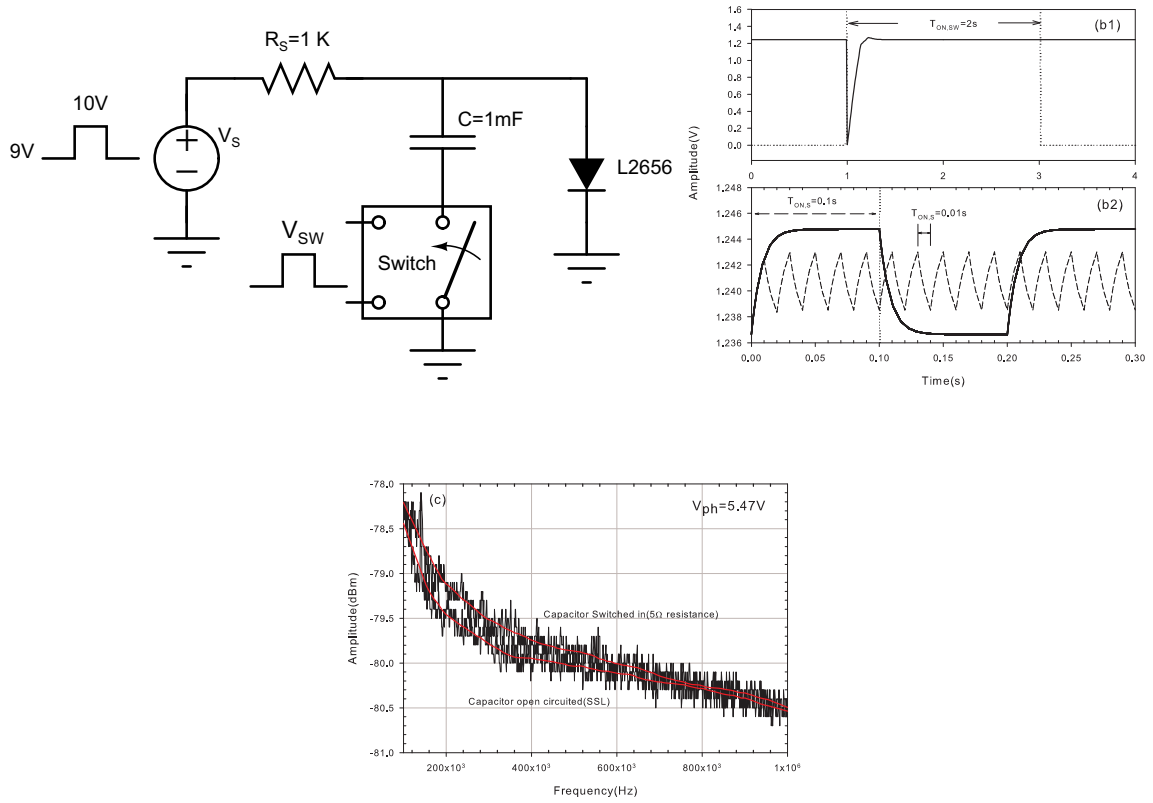 R_S=1 K
10V
9V
V_S
C=1mF
L2656
V_SW
Switch
Amplitude(V)
1.6
1.4
1.2
1.0
0.8
0.6
0.4
0.2
0.0
T_ON,SW=2s
(b1)
0 1 2 3 4
1.248
1.246
1.244
1.242
1.240
1.238
1.236
T_ON,S=0.1s
T_ON,S=0.01s
(b2)
0.00 0.05 0.10 0.15 0.20 0.25 0.30
Time(s)
Amplitude(dBm)
-78.0
-78.5
-79.0
-79.5
-80.0
-80.5
-81.0
(c)
V_ph=5.47V
Capacitor Switched in(5Ω resistance)
Capacitor open circuited(SSL)
200x10³ 400x10³ 600x10³ 800x10³ 1x10⁶
Frequency(Hz)